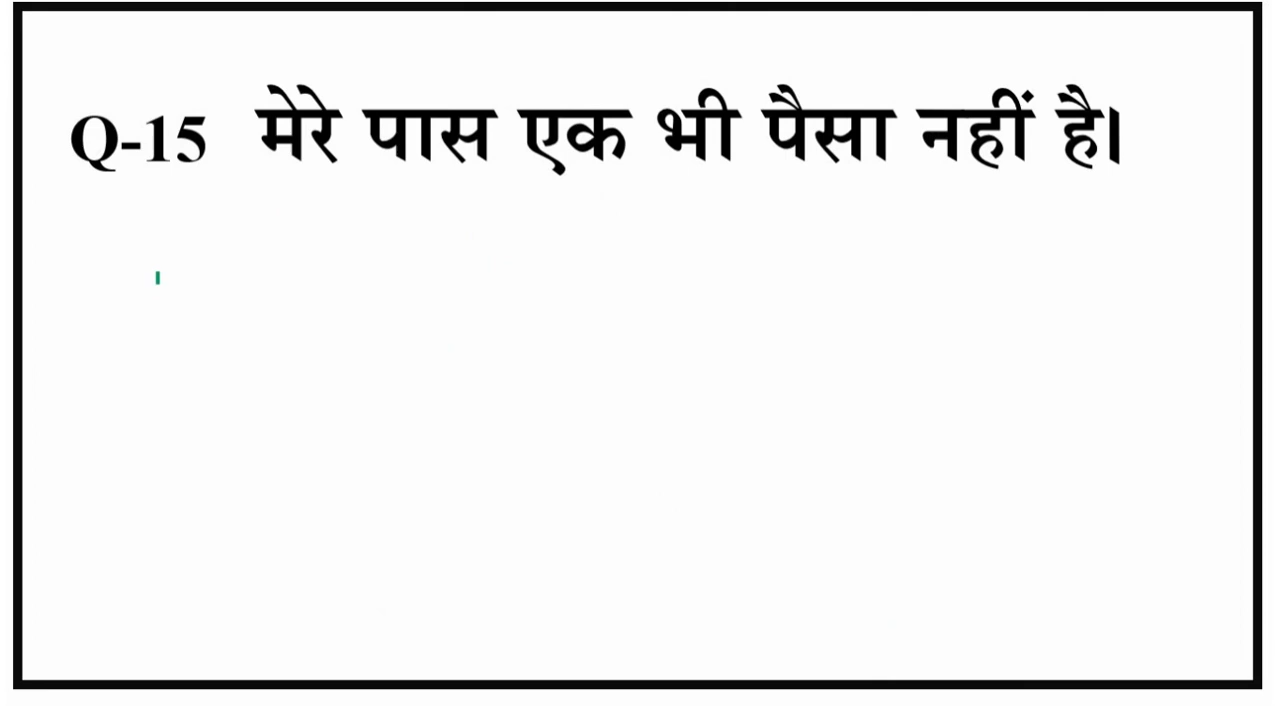 Q-15 मेरे पास एक भी पैसा नहीं है।